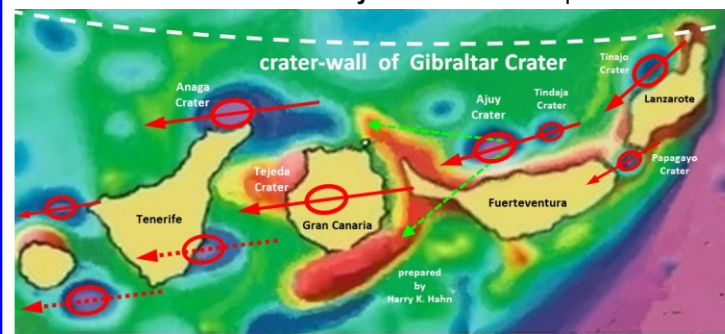 crater-wall of Gibraltar Crater
Tinajo
Crater
Anaga
Crater
Ajuy
Crater
Tindaja
Crater
Lanzarote
Tejeda
Crater
Papagayo
Crater
Tenerife
Gran Canaria
Fuerteventura
prepared
by
Harry K. Hahn